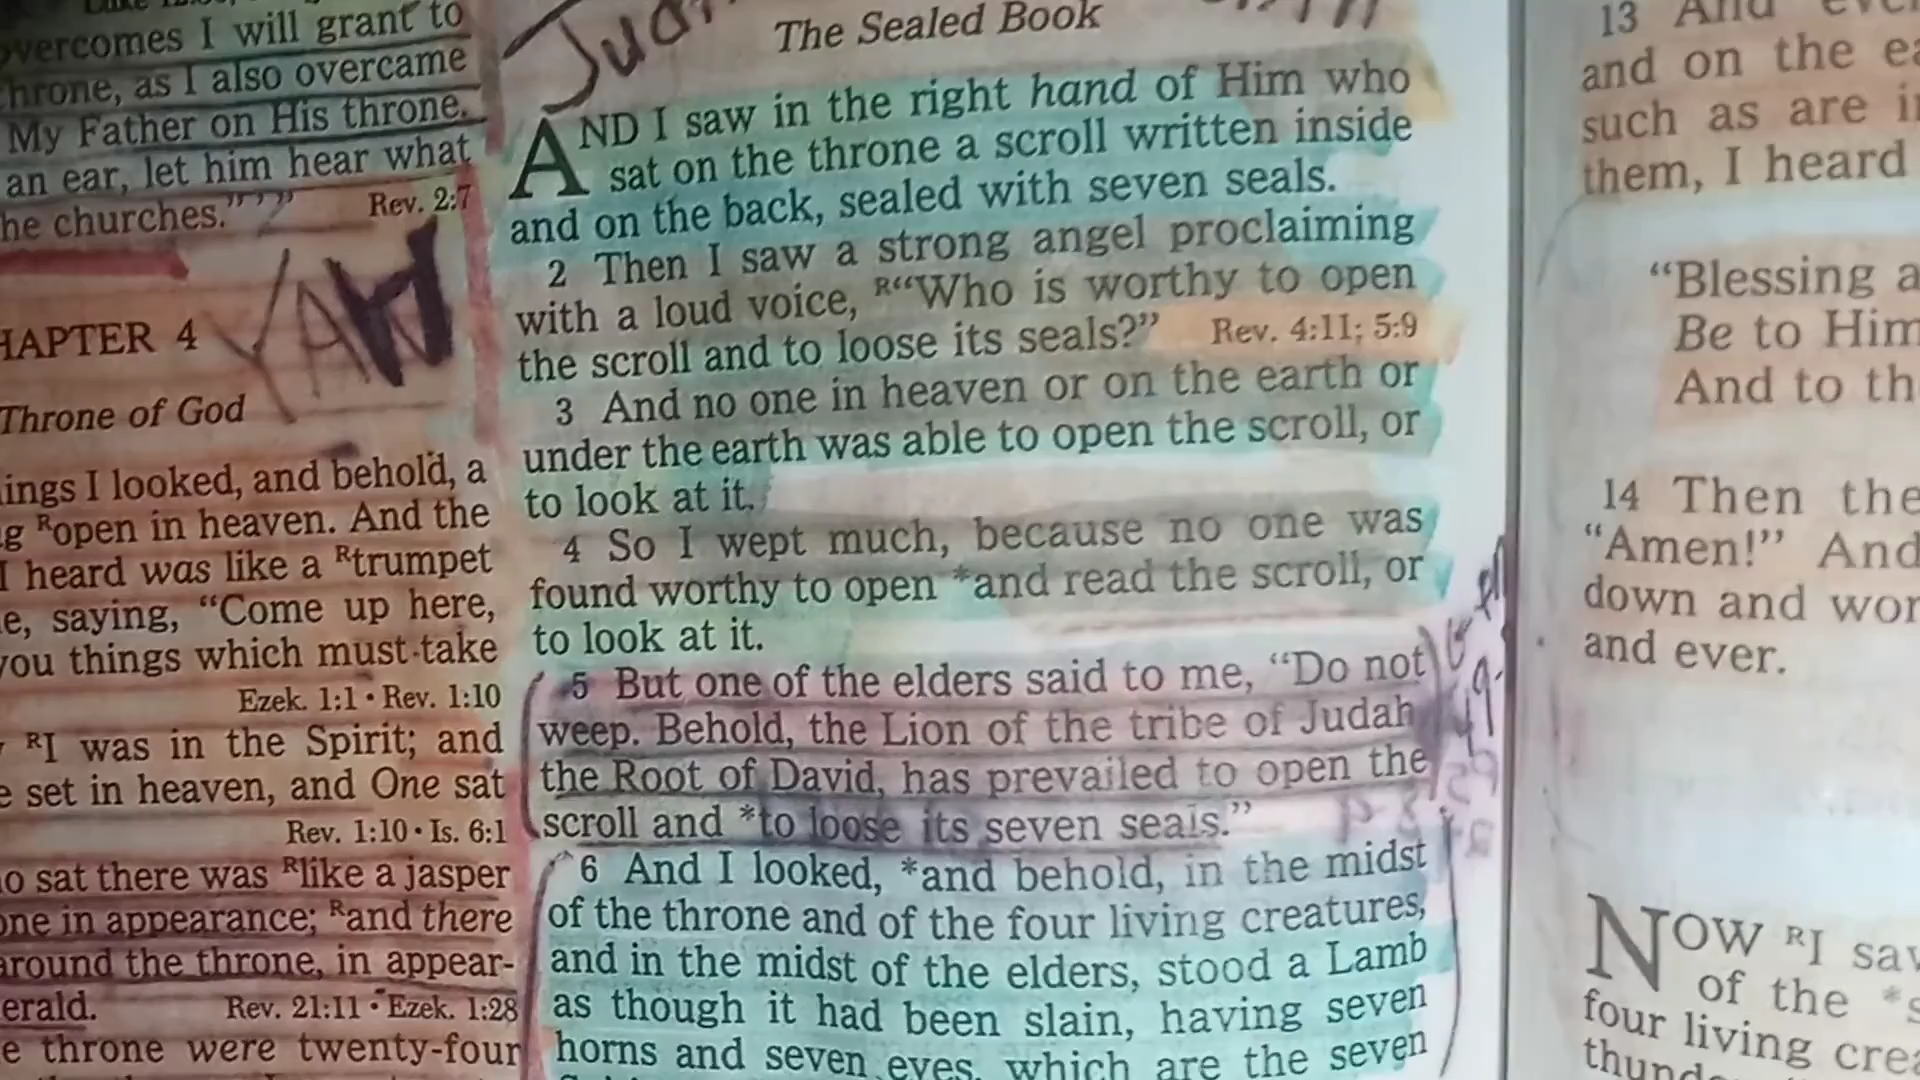 overcomes I will grant to
throne, as I also overcame
My Father on His throne.
an ear, let him hear what
he churches.”’”
Rev. 2:7
YAW
HAPTER 4
Throne of God
ings I looked, and behold, a
g ᴿopen in heaven. And the
I heard was like a ᴿtrumpet
e, saying, “Come up here,
you things which must take
Ezek. 1:1 • Rev. 1:10
ᴿI was in the Spirit; and
e set in heaven, and One sat
Rev. 1:10 • Is. 6:1
o sat there was ᴿlike a jasper
one in appearance; ᴿand there
around the throne, in appear-
erald.
Rev. 21:11 • Ezek. 1:28
e throne were twenty-four
The Sealed Book
AND I saw in the right hand of Him who
sat on the throne a scroll written inside
and on the back, sealed with seven seals.
2 Then I saw a strong angel proclaiming
with a loud voice, ᴿ“Who is worthy to open
the scroll and to loose its seals?”
Rev. 4:11; 5:9
3 And no one in heaven or on the earth or
under the earth was able to open the scroll, or
to look at it.
4 So I wept much, because no one was
found worthy to open *and read the scroll, or
to look at it.
5 But one of the elders said to me, “Do not
weep. Behold, the Lion of the tribe of Judah
the Root of David, has prevailed to open the
scroll and *to loose its seven seals.”
6 And I looked, *and behold, in the midst
of the throne and of the four living creatures,
and in the midst of the elders, stood a Lamb
as though it had been slain, having seven
horns and seven eyes, which are the seven
13 And
and on the
such as are
them, I heard
“Blessing
Be to Him
And to
14 Then the
“Amen!” And
down and
and ever.
NOW ᴿI
of the
four living